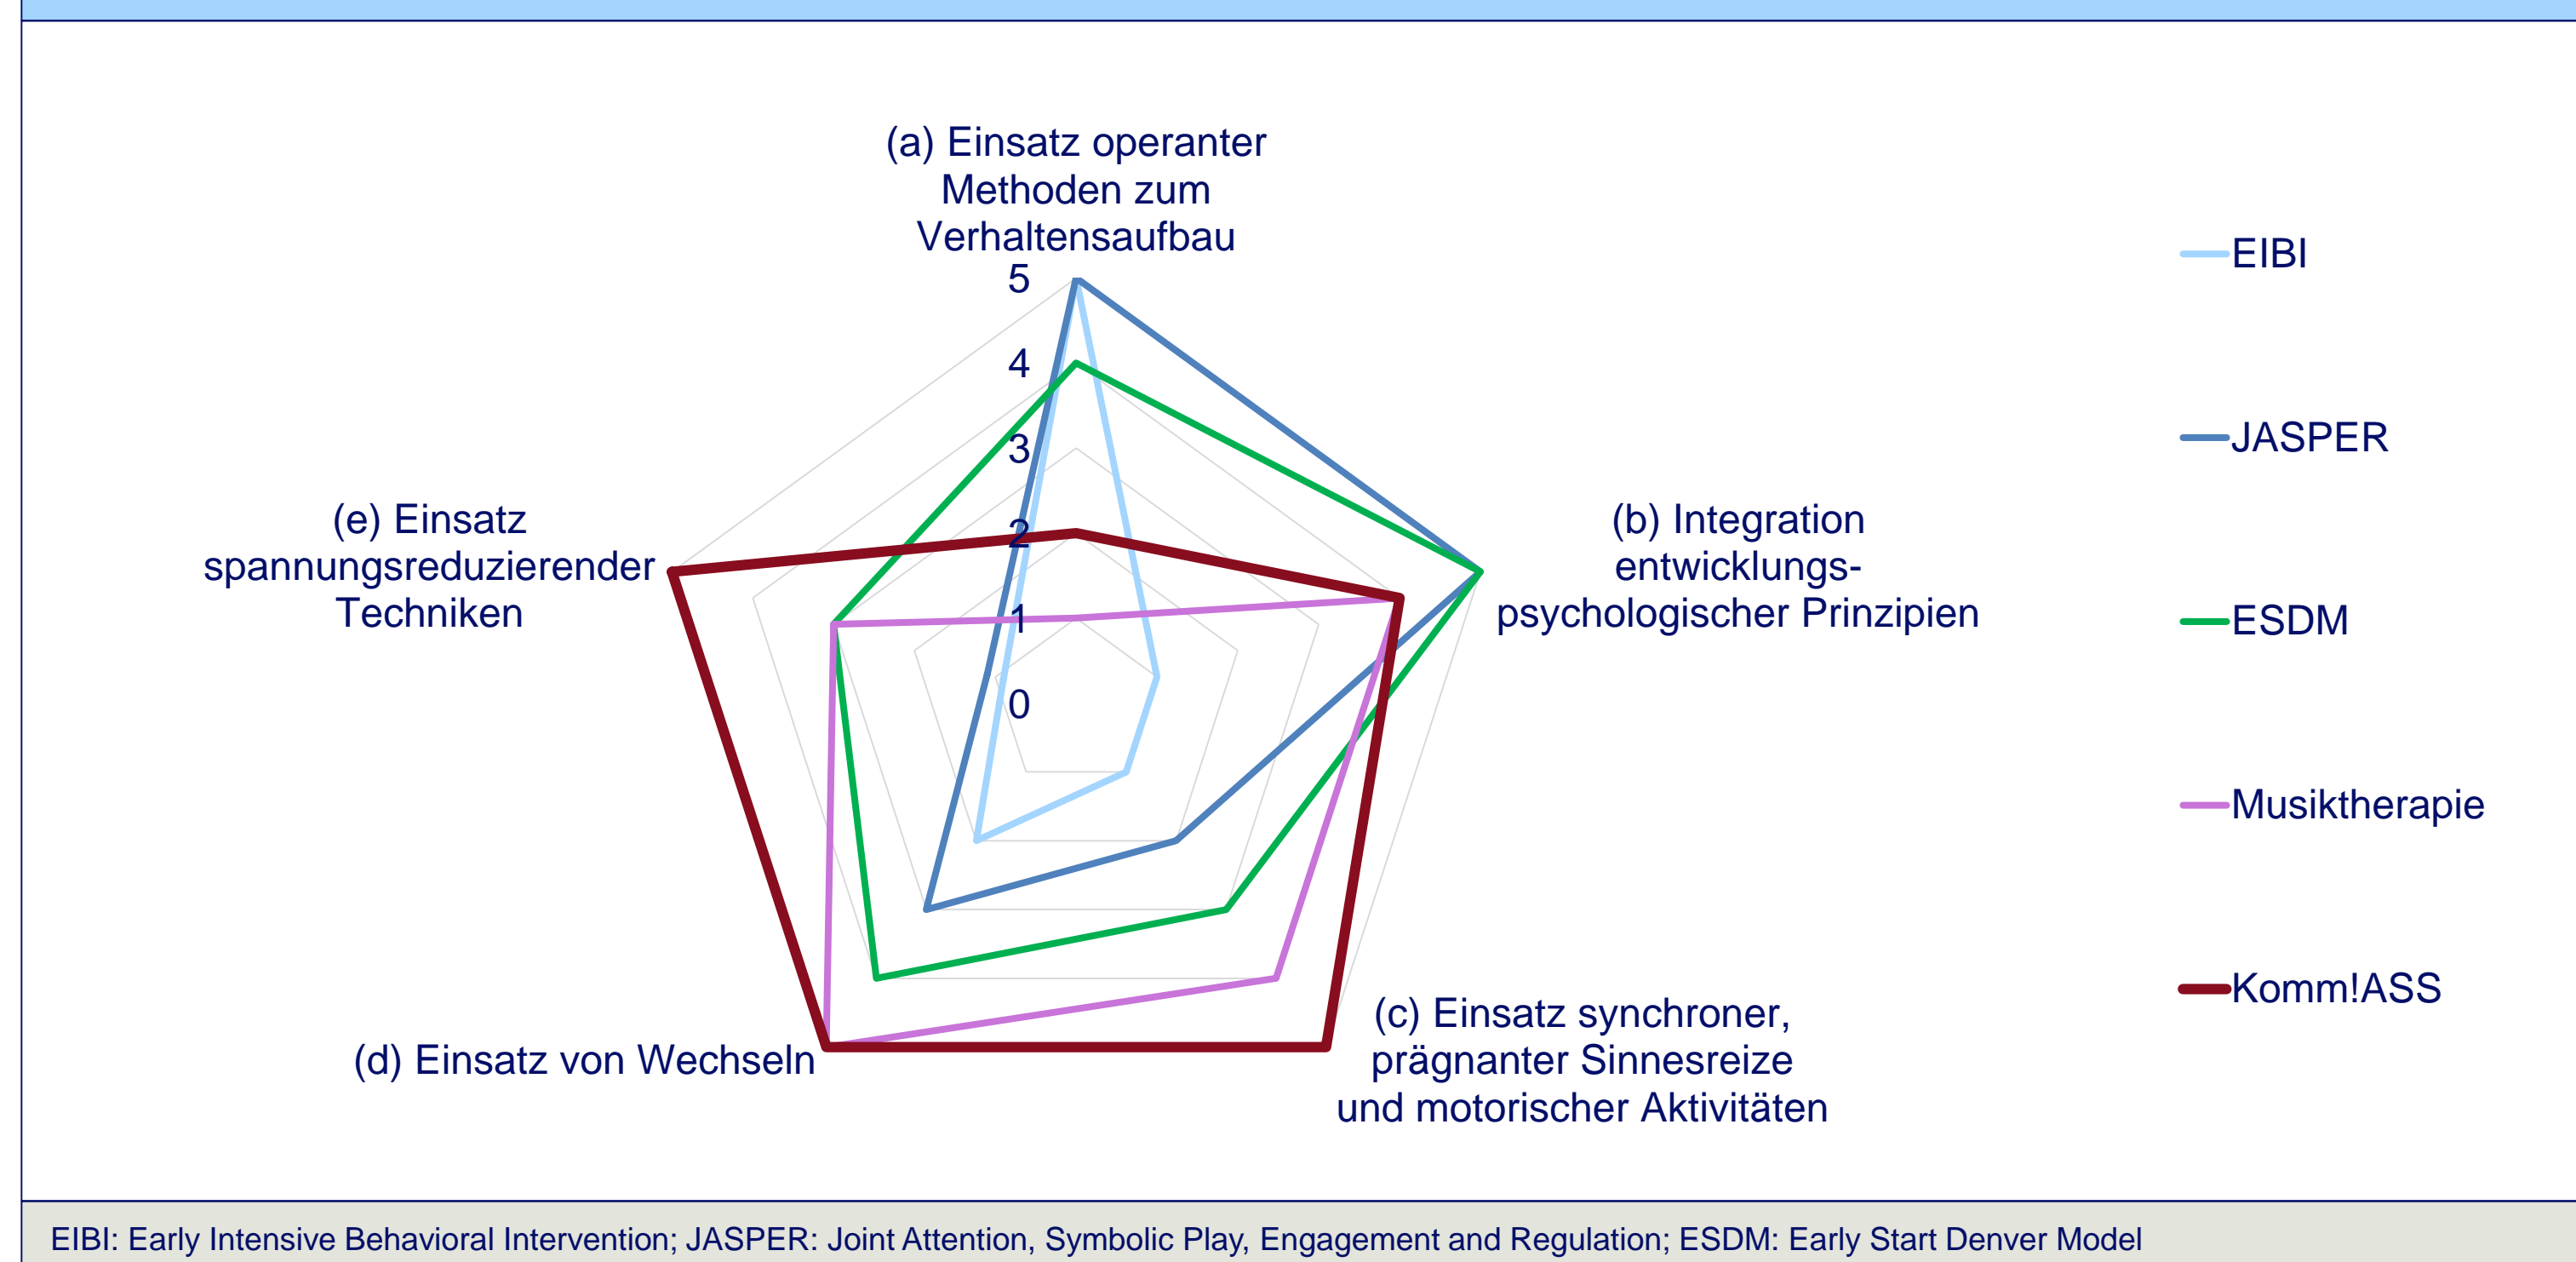 (a) Einsatz operanter
Methoden zum
Verhaltensaufbau
5
4
3
2
1
0
(b) Integration
entwicklungs-
psychologischer Prinzipien
(c) Einsatz synchroner,
prägnanter Sinnesreize
und motorischer Aktivitäten
(d) Einsatz von Wechseln
(e) Einsatz
spannungsreduzierender
Techniken
EIBI
JASPER
ESDM
Musiktherapie
Komm!ASS
EIBI: Early Intensive Behavioral Intervention; JASPER: Joint Attention, Symbolic Play, Engagement and Regulation; ESDM: Early Start Denver Model